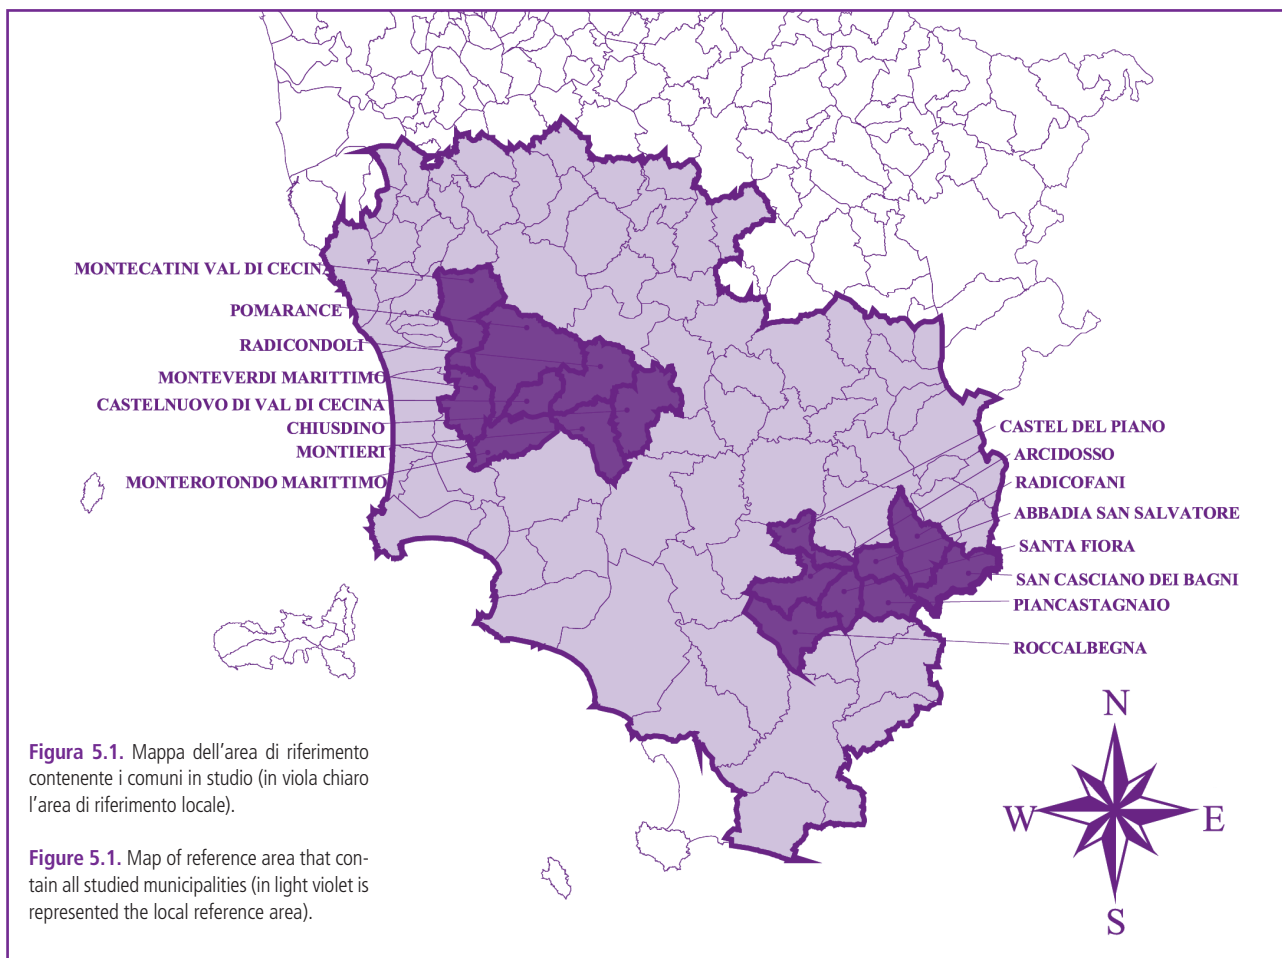 MONTECATINI VAL DI CECINA
POMARANCE
RADICONDOLI
MONTEVERDI MARITTIMO
CASTELNUOVO DI VAL DI CECINA
CHIUSDINO
MONTIERI
MONTEROTONDO MARITTIMO
CASTEL DEL PIANO
ARCIDOSSO
RADICOFANI
ABBADIA SAN SALVATORE
SANTA FIORA
SAN CASCIANO DEI BAGNI
PIANCASTAGNAIO
ROCCALBEGNA
Figura 5.1. Mappa dell'area di riferimento
contenente i comuni in studio (in viola chiaro
l'area di riferimento locale).
Figure 5.1. Map of reference area that con-
tain all studied municipalities (in light violet is
represented the local reference area).
N
W E
S